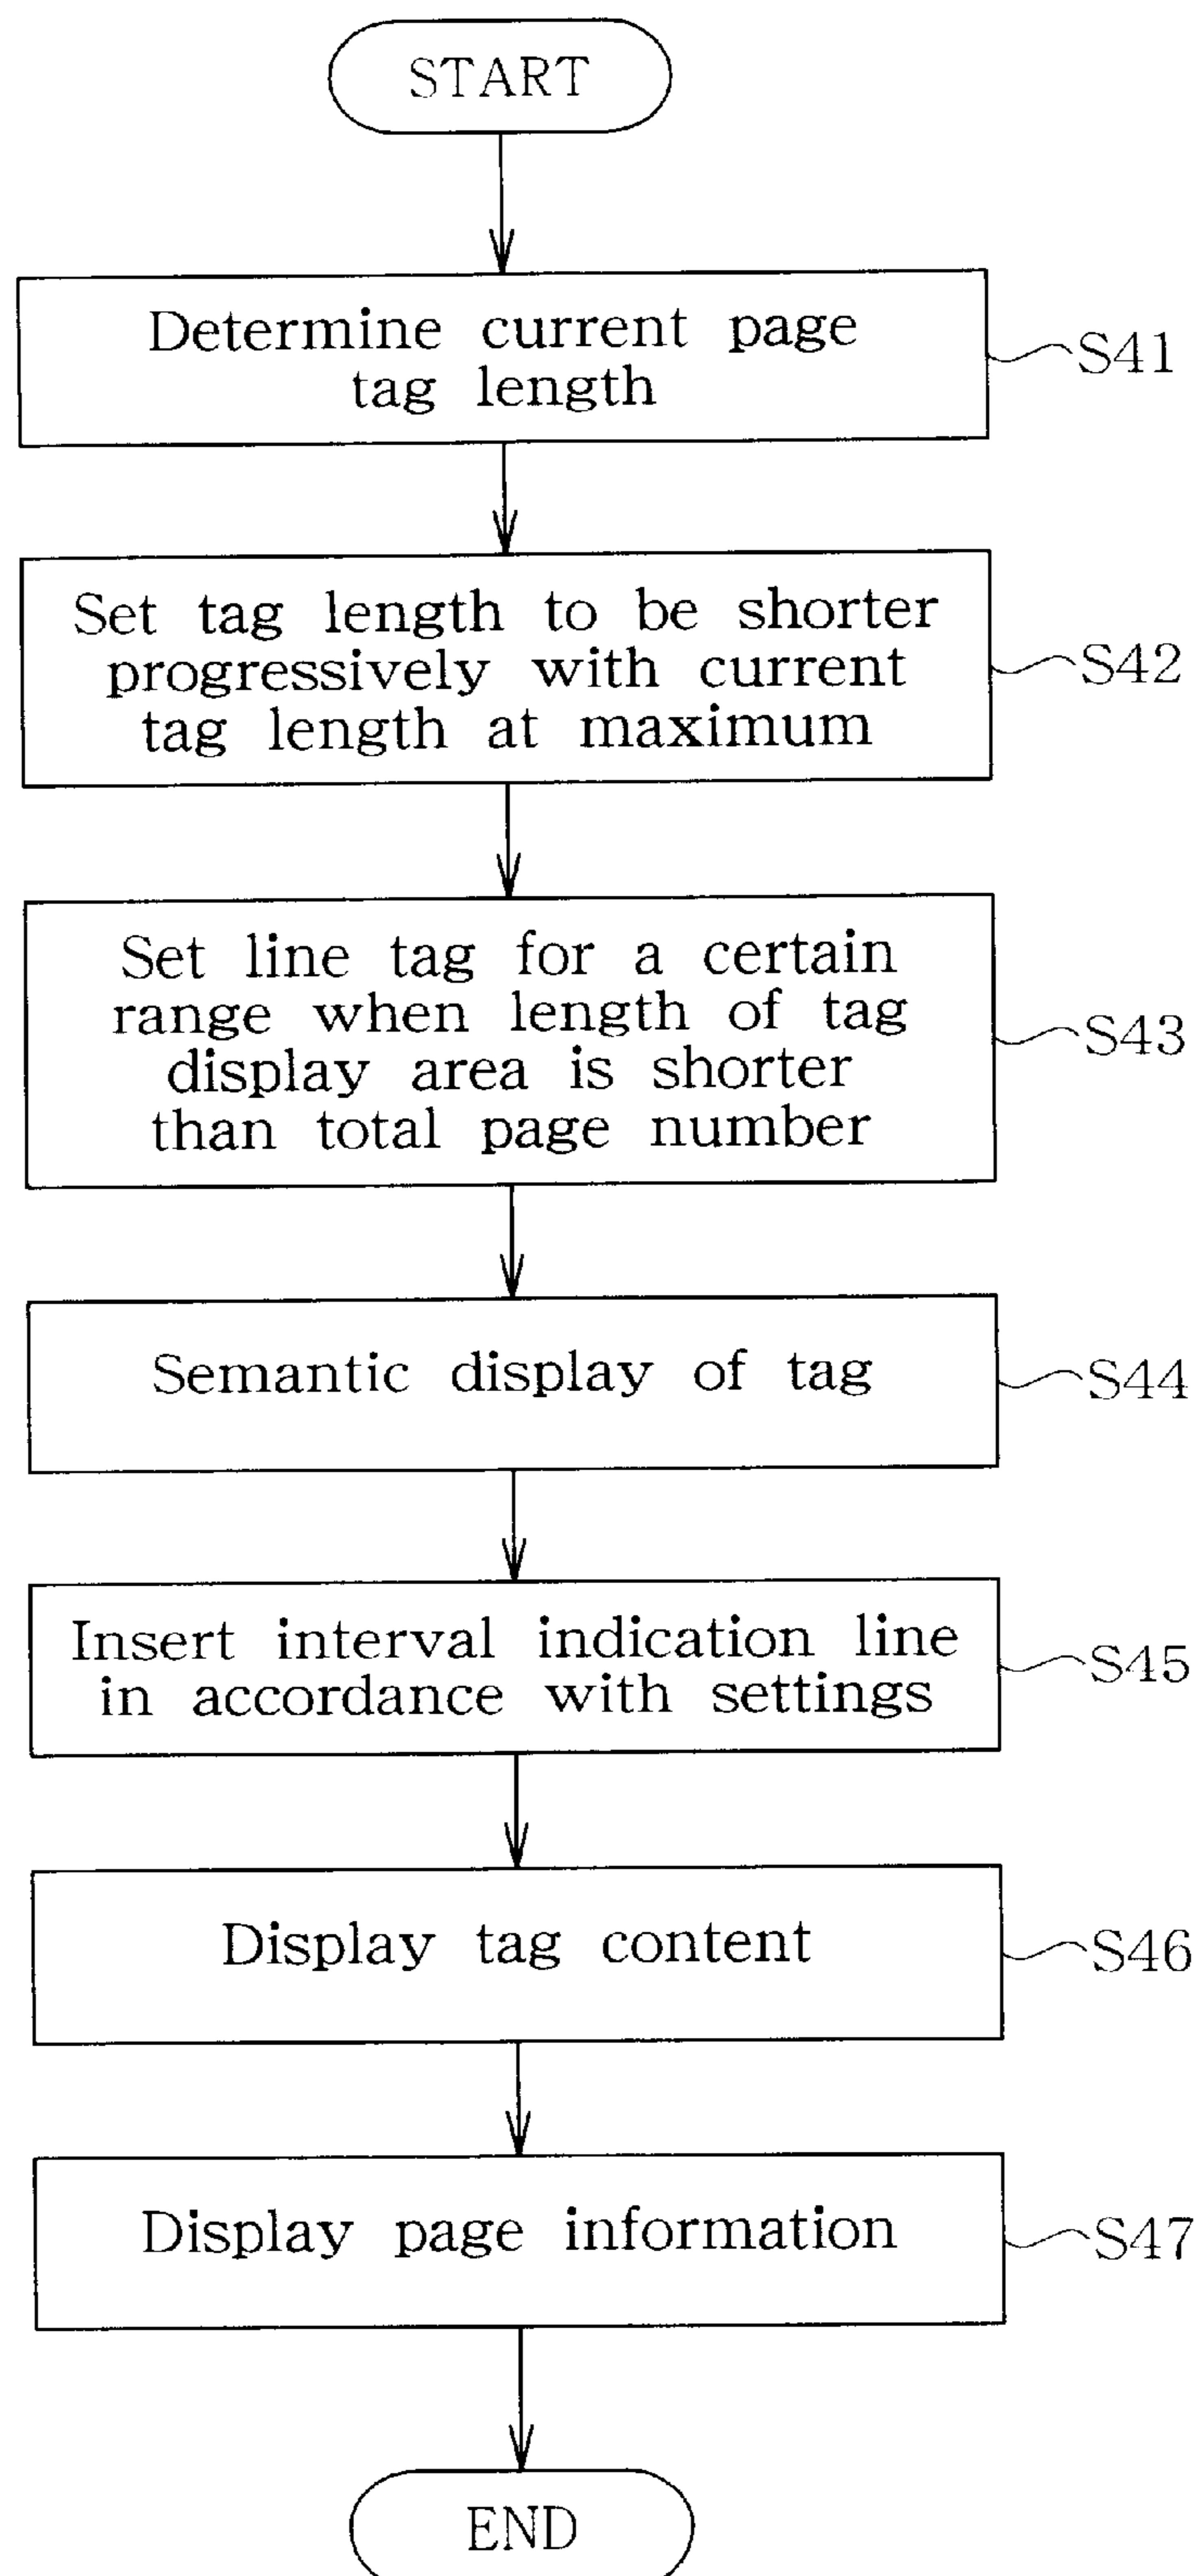 START
Determine current page
tag length
S41
Set tag length to be shorter
progressively with current
tag length at maximum
S42
Set line tag for a certain
range when length of tag
display area is shorter
than total page number
S43
Semantic display of tag
S44
Insert interval indication line
in accordance with settings
S45
Display tag content
S46
Display page information
S47
END